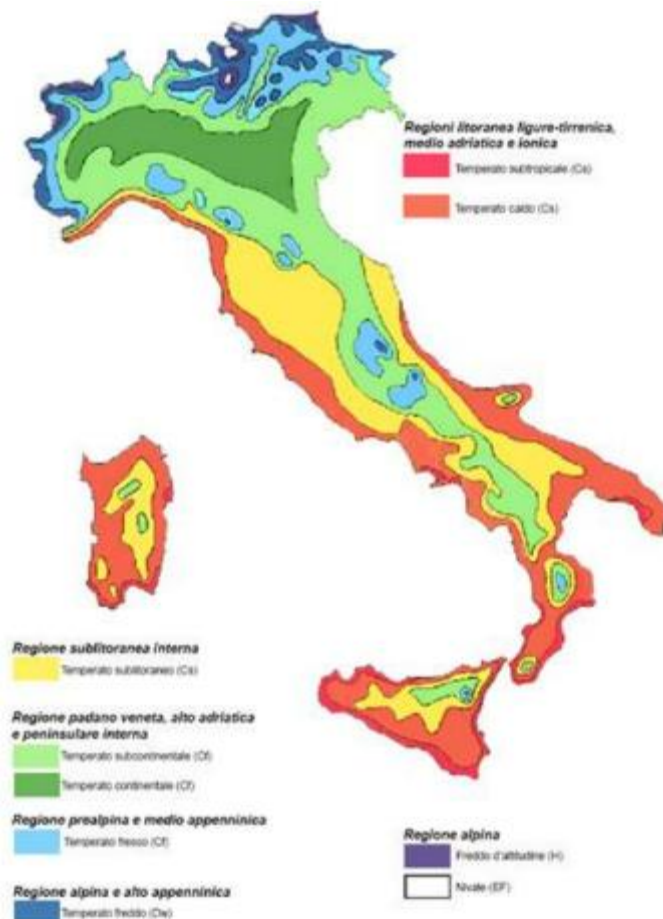 Regioni litoranea ligure-tirrenica,
medio adriatica e ionica
Temperato subtropicale (Cs)
Temperato caldo (Cs)
Regione sublitoranea interna
Temperato sublitoraneo (Cs)
Regione padano veneta, alto adriatica
e peninsulare interna
Temperato subcontinentale (Cf)
Temperato continentale (Cf)
Regione prealpina e medio appenninica
Temperato fresco (Cf)
Regione alpina e alto appenninica
Temperato freddo (Dw)
Regione alpina
Freddo d'altitudine (H)
Nivale (EF)